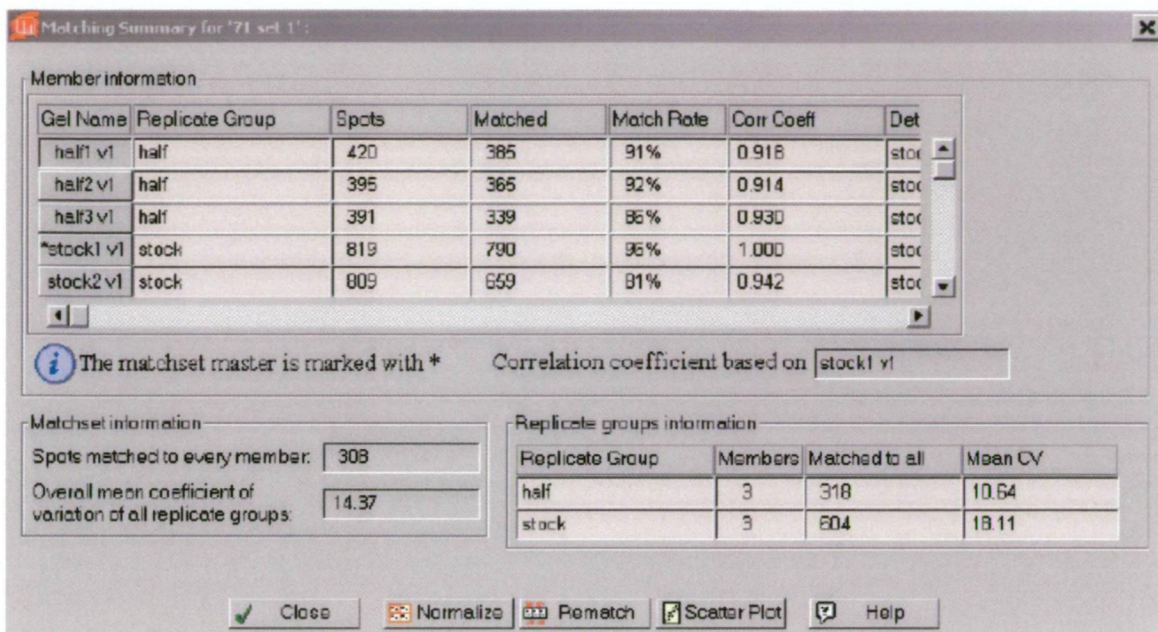 Matching Summary for '71 set 1':
Member information
Gel Name Replicate Group Spots Matched Match Rate Corr Coeff Det
half1 v1 half 420 385 91% 0.918 stoc
half2 v1 half 395 365 92% 0.914 stoc
half3 v1 half 391 339 86% 0.930 stoc
*stock1 v1 stock 819 790 96% 1.000 stoc
stock2 v1 stock 809 659 81% 0.942 stoc
The matchset master is marked with * Correlation coefficient based on stock1 v1
Matchset information
Spots matched to every member: 308
Overall mean coefficient of
variation of all replicate groups: 14.37
Replicate groups information
Replicate Group Members Matched to all Mean CV
half 3 318 10.64
stock 3 604 18.11
Close Normalize Rematch Scatter Plot Help